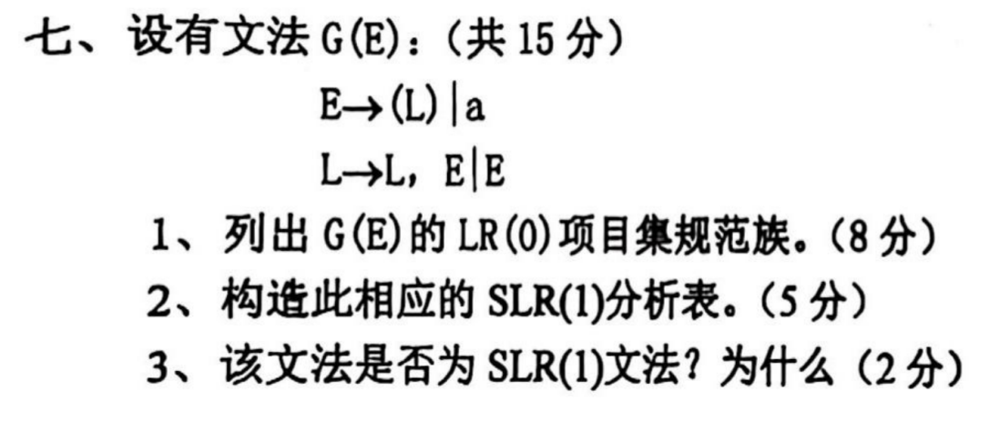 七、设有文法 G(E)：（共 15 分）
E→(L)|a
L→L，E|E
1、列出 G(E)的 LR(0)项目集规范族。（8 分）
2、构造此相应的 SLR(1)分析表。（5 分）
3、该文法是否为 SLR(1)文法？为什么（2 分）